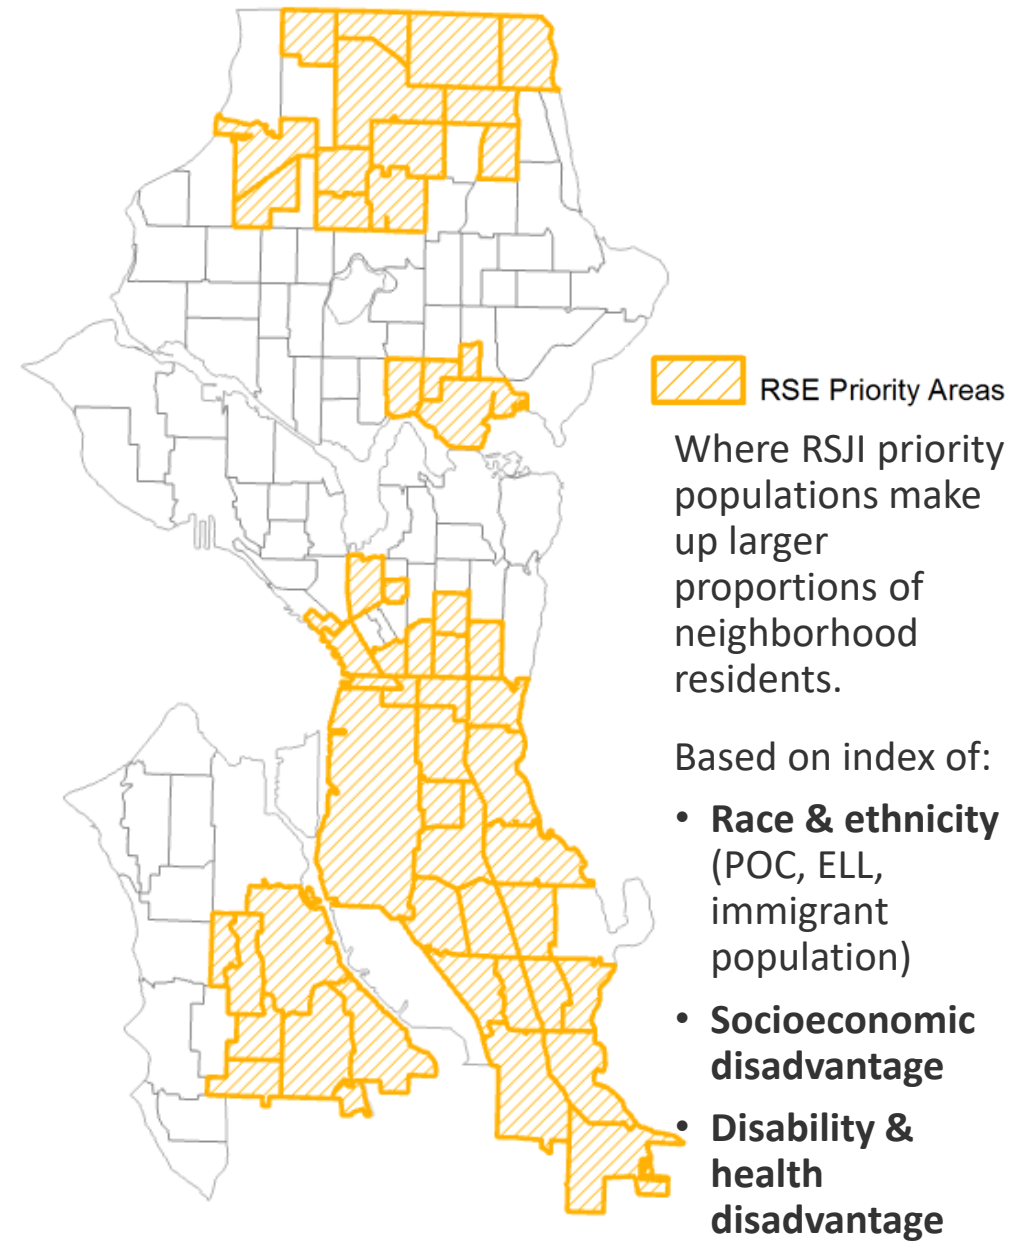 RSE Priority Areas
Where RSJI priority
populations make
up larger
proportions of
neighborhood
residents.
Based on index of:
• Race & ethnicity
(POC, ELL,
immigrant
population)
• Socioeconomic
disadvantage
• Disability &
health
disadvantage